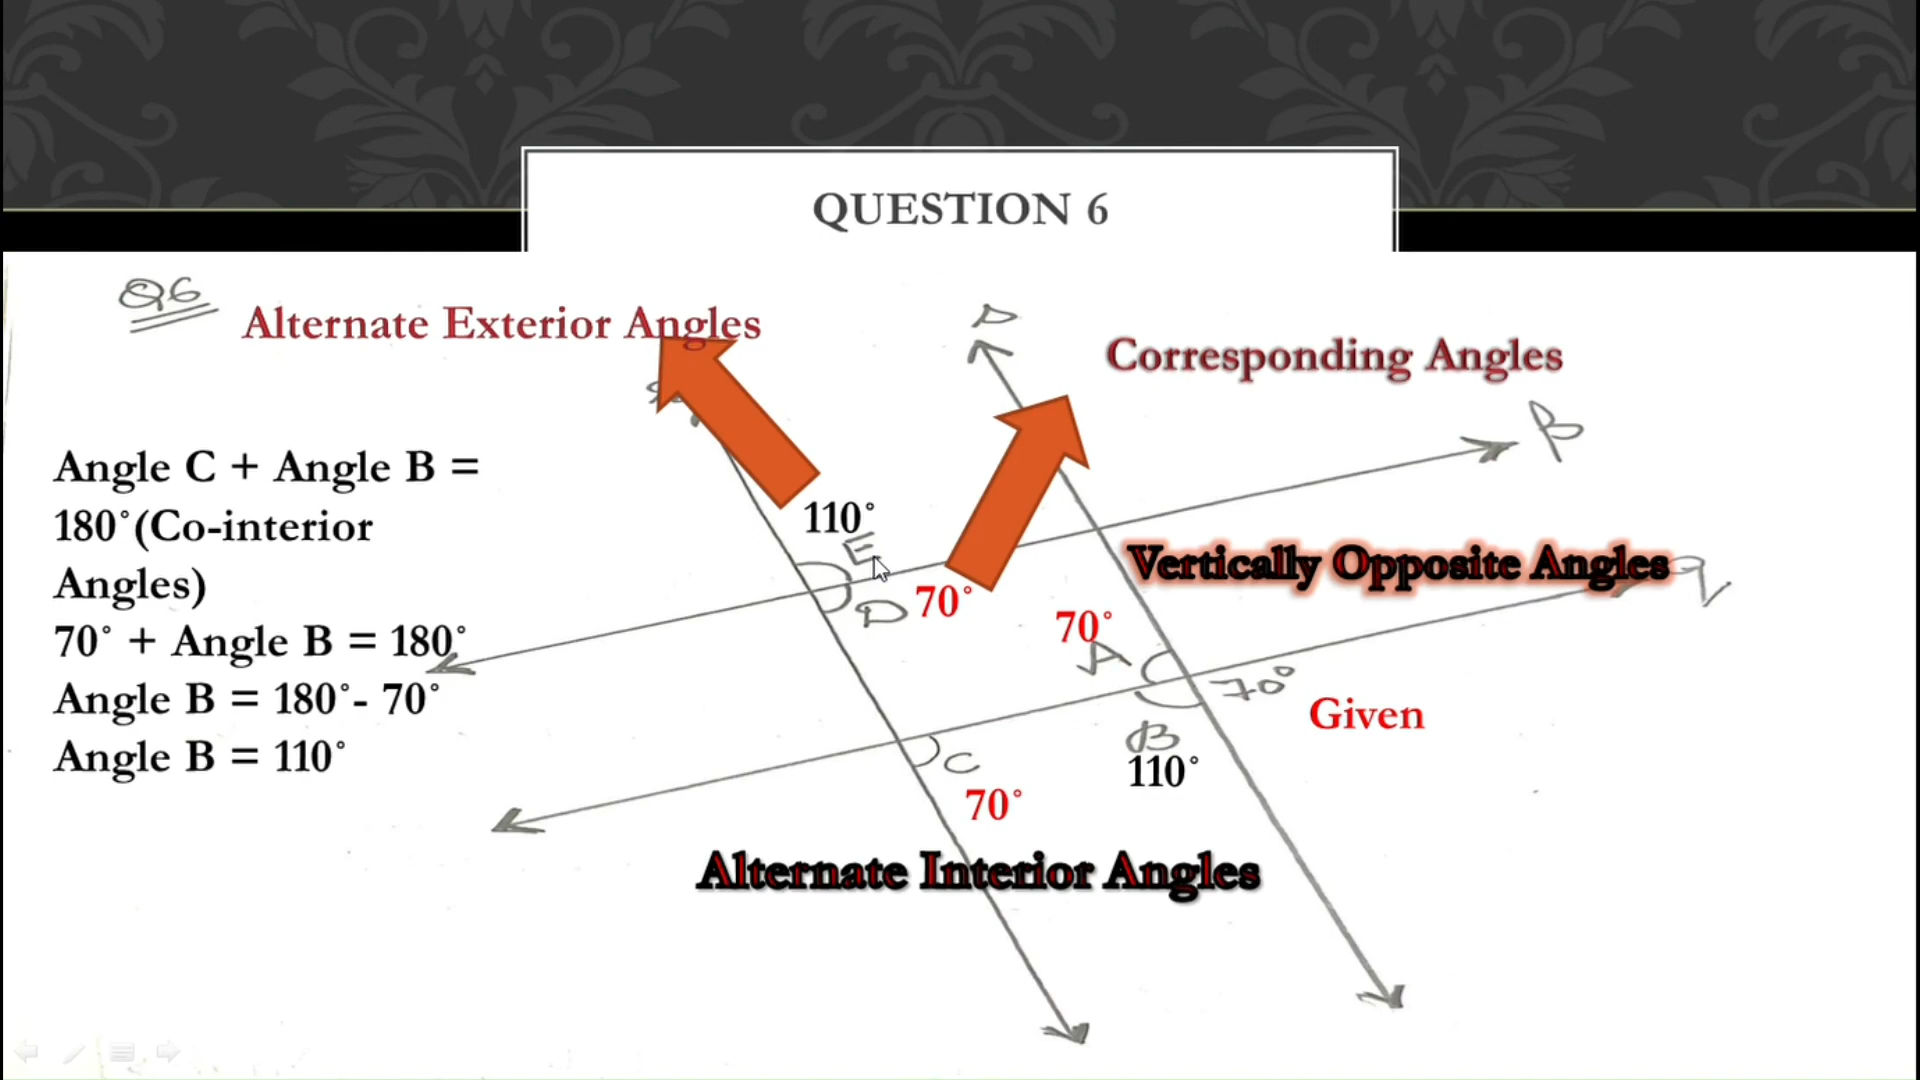 QUESTION 6
Q6
Alternate Exterior Angles
P
Corresponding Angles
R
Angle C + Angle B =
180°(Co-interior
Angles)
70° + Angle B = 180°
Angle B = 180°- 70°
Angle B = 110°
110°
E
Vertically Opposite Angles
D
70°
70°
A
70°
Given
B
110°
C
70°
Alternate Interior Angles